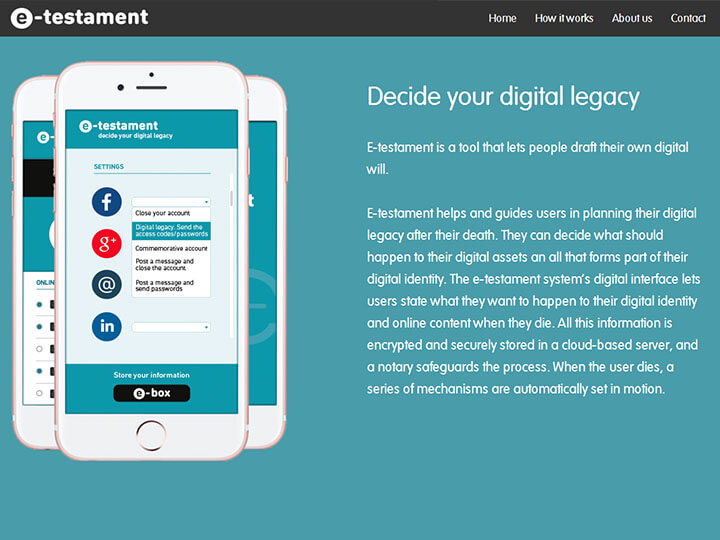 e-testament
Home How it works About us Contact
e-testament
decide your digital legacy
SETTINGS
f
Close your account
Digital legacy. Send the
access codes/passwords
g+
Commemorative account
Post a message and
close the account
@
Post a message and
send passwords
in
Store your information
e-box
Decide your digital legacy
E-testament is a tool that lets people draft their own digital
will.
E-testament helps and guides users in planning their digital
legacy after their death. They can decide what should
happen to their digital assets an all that forms part of their
digital identity. The e-testament system's digital interface lets
users state what they want to happen to their digital identity
and online content when they die. All this information is
encrypted and securely stored in a cloud-based server, and
a notary safeguards the process. When the user dies, a
series of mechanisms are automatically set in motion.